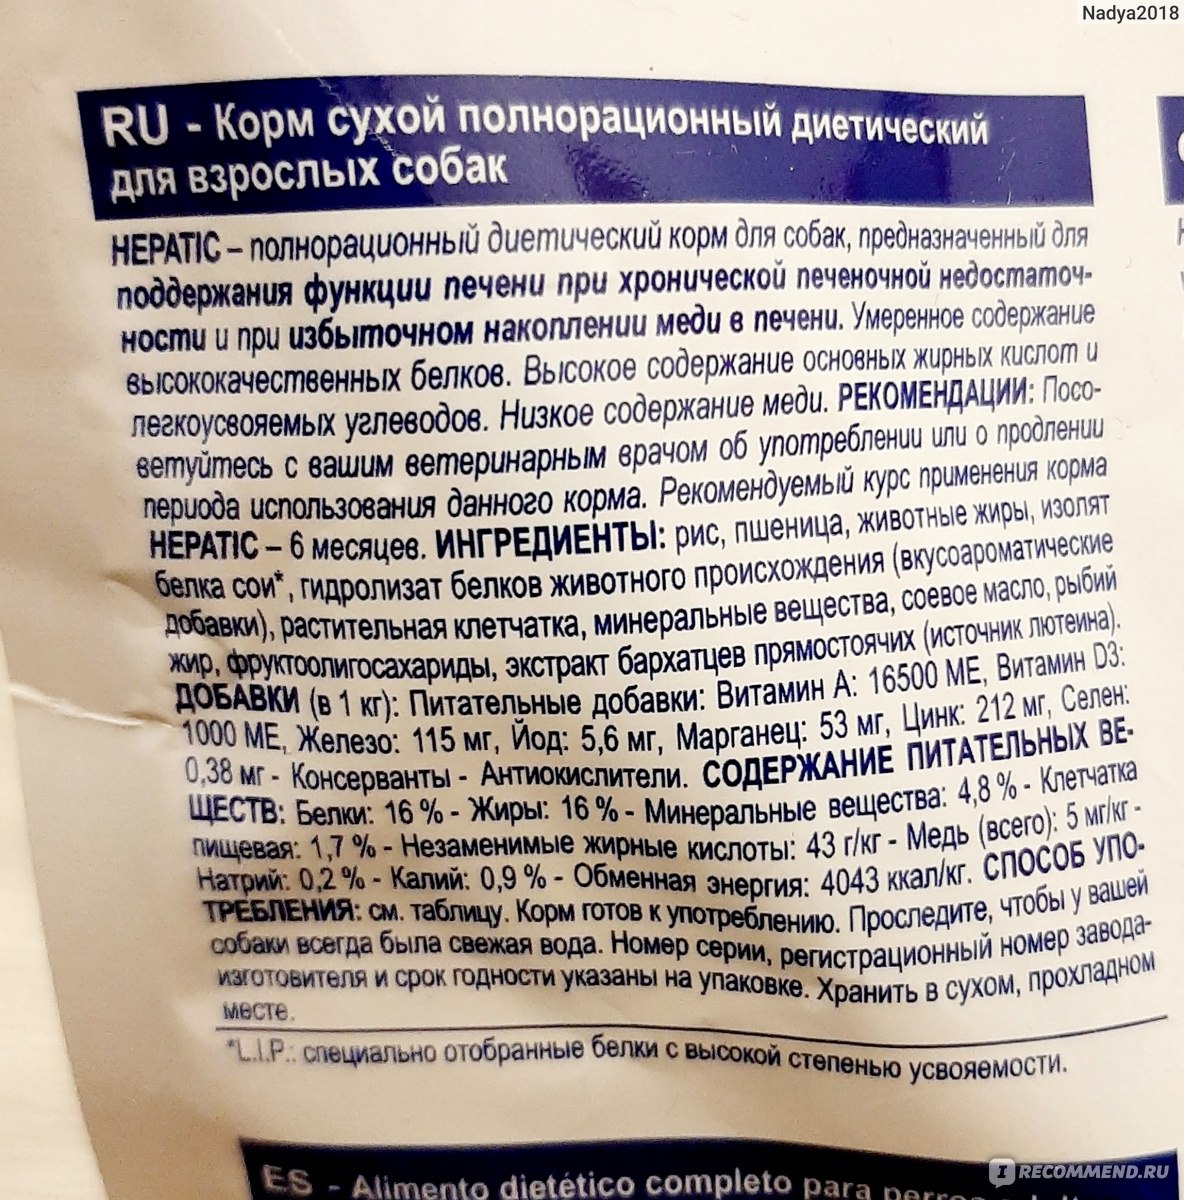 Nadya2018
RU - Корм сухой полнорационный диетический
для взрослых собак
HEPATIC – полнорационный диетический корм для собак, предназначенный для
поддержания функции печени при хронической печеночной недостаточ-
ности и при избыточном накоплении меди в печени. Умеренное содержание
высококачественных белков. Высокое содержание основных жирных кислот и
легкоусвояемых углеводов. Низкое содержание меди. РЕКОМЕНДАЦИИ: Посо-
ветуйтесь с вашим ветеринарным врачом об употреблении или о продлении
периода использования данного корма. Рекомендуемый курс применения корма
HEPATIC – 6 месяцев. ИНГРЕДИЕНТЫ: рис, пшеница, животные жиры, изолят
белка сои*, гидролизат белков животного происхождения (вкусоароматические
добавки), растительная клетчатка, минеральные вещества, соевое масло, рыбий
жир, фруктоолигосахариды, экстракт бархатцев прямостоячих (источник лютеина).
ДОБАВКИ (в 1 кг): Питательные добавки: Витамин A: 16500 ME, Витамин D3:
1000 ME, Железо: 115 мг, Йод: 5,6 мг, Марганец: 53 мг, Цинк: 212 мг, Селен:
0,38 мг - Консерванты - Антиокислители. СОДЕРЖАНИЕ ПИТАТЕЛЬНЫХ ВЕ-
ЩЕСТВ: Белки: 16 % - Жиры: 16 % - Минеральные вещества: 4,8 % - Клетчатка
пищевая: 1,7 % - Незаменимые жирные кислоты: 43 г/кг - Медь (всего): 5 мг/кг -
Натрий: 0,2 % - Калий: 0,9 % - Обменная энергия: 4043 ккал/кг. СПОСОБ УПО-
ТРЕБЛЕНИЯ: см. таблицу. Корм готов к употреблению. Проследите, чтобы у вашей
собаки всегда была свежая вода. Номер серии, регистрационный номер завода-
изготовителя и срок годности указаны на упаковке. Хранить в сухом, прохладном
месте.
*L.I.P.: специально отобранные белки с высокой степенью усвояемости.
ES - Alimento dietético completo para
IRECOMMEND.RU